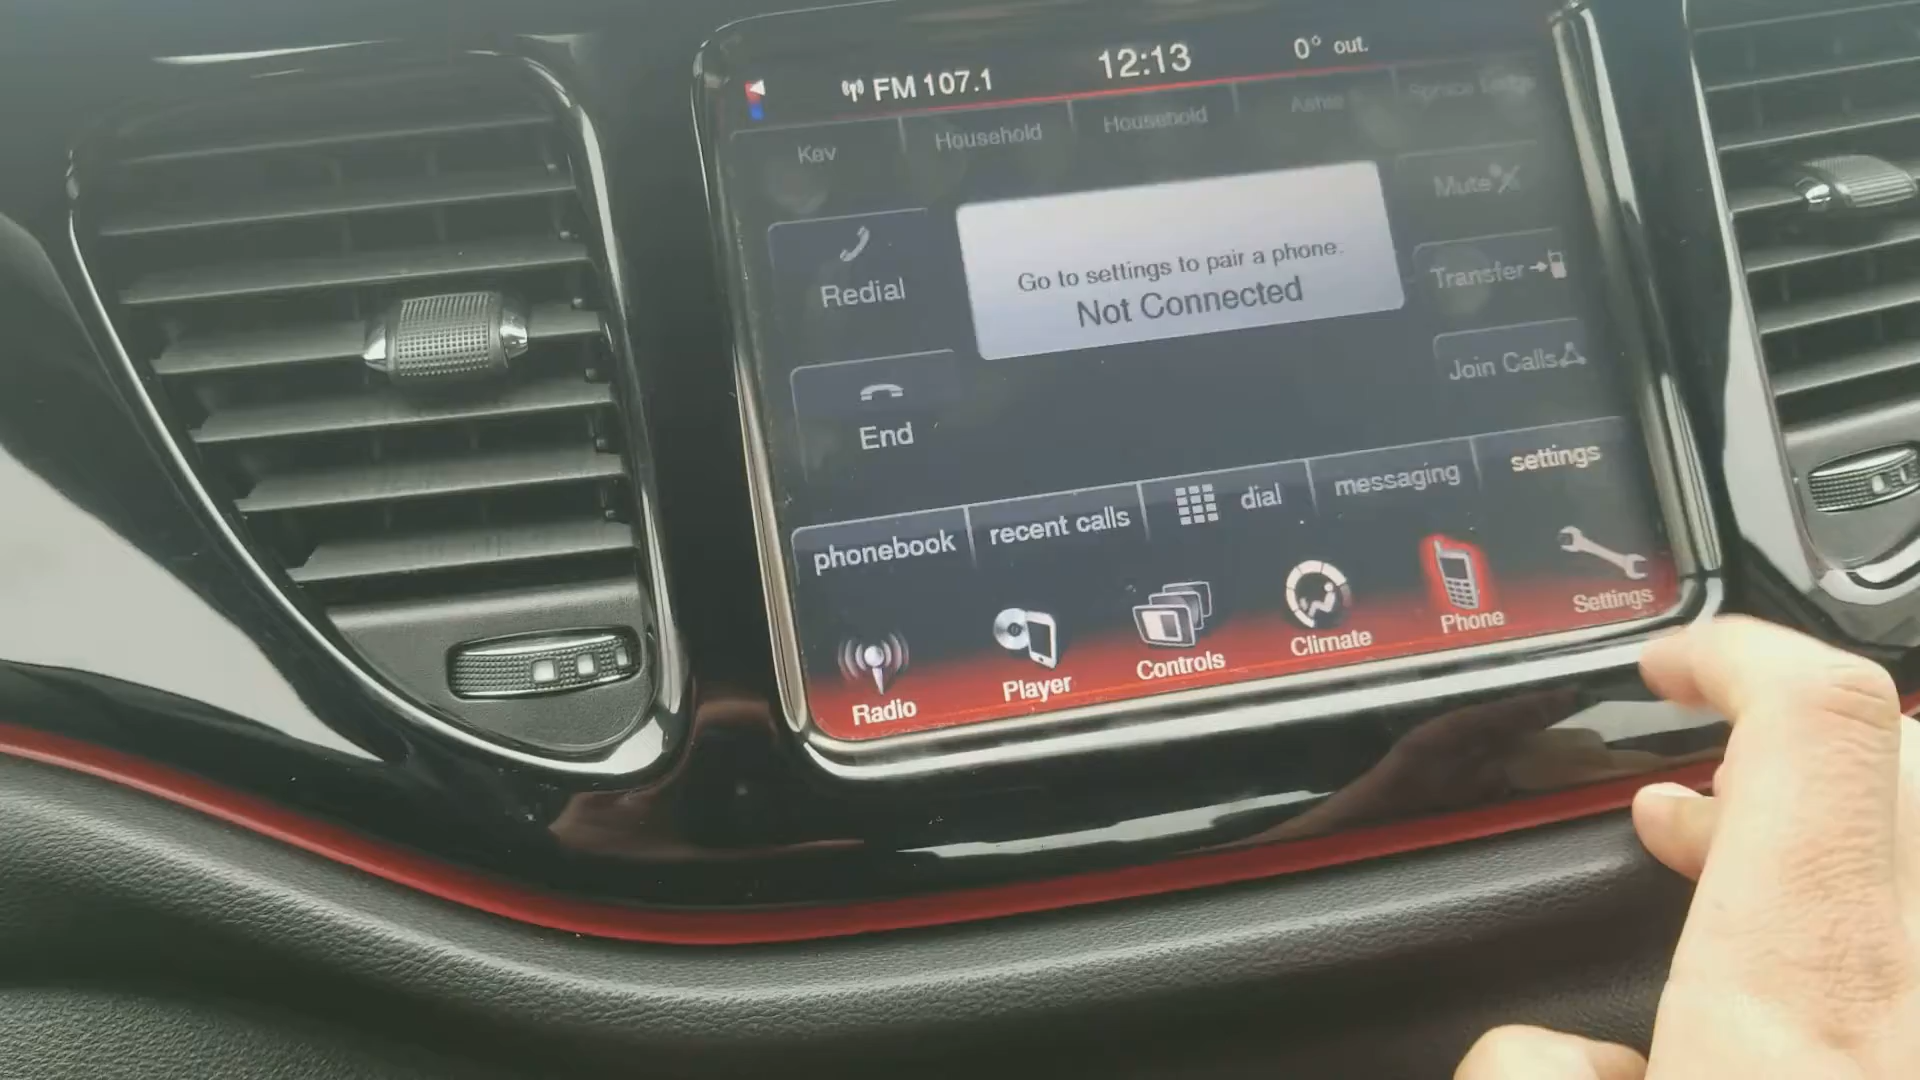 FM 107.1 12:13 0° out.
Kev Household Household
Mute
Redial
Go to settings to pair a phone.
Not Connected
Transfer
Join Calls
End
phonebook recent calls dial messaging settings
Radio Player Controls Climate Phone Settings